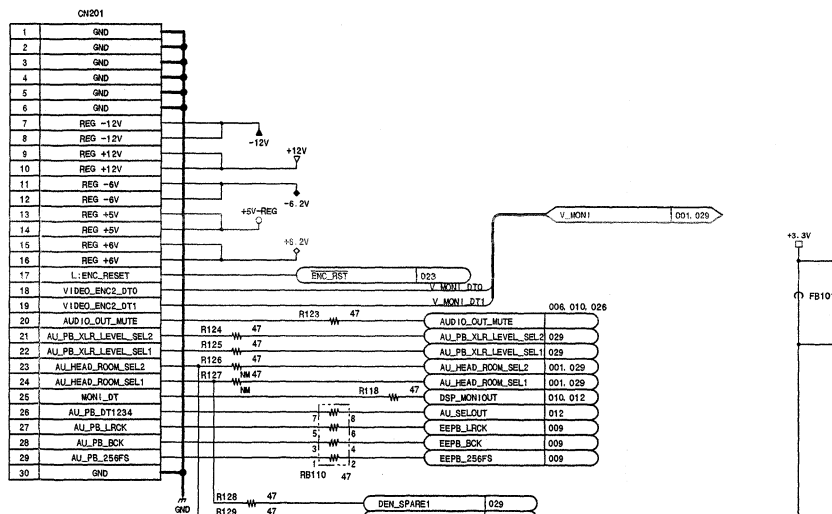 CN201
1 GND
2 GND
3 GND
4 GND
5 GND
6 GND
7 REG -12V
8 REG -12V
9 REG +12V
10 REG +12V
11 REG -6V
12 REG -6V
13 REG +5V
14 REG +5V
15 REG +6V
16 REG +6V
17 L:ENC_RESET
18 VIDEO_ENC2_DT0
19 VIDEO_ENC2_DT1
20 AUDIO_OUT_MUTE
21 AU_PB_XLR_LEVEL_SEL2
22 AU_PB_XLR_LEVEL_SEL1
23 AU_HEAD_ROOM_SEL2
24 AU_HEAD_ROOM_SEL1
25 MONI_DT
26 AU_PB_DT1234
27 AU_PB_LRCK
28 AU_PB_BCK
29 AU_PB_256FS
30 GND
GND
-12V
+12V
-6.2V
+5V-REG
+6.2V
ENC_RST 023
V_MONI_DT0
V_MONI_DT1
V_MONI 001.029
+3.3V
FB101
006.010.026
R123 47 AUDIO_OUT_MUTE
R124 47 AU_PB_XLR_LEVEL_SEL2 029
R125 47 AU_PB_XLR_LEVEL_SEL1 029
R126 47 NM AU_HEAD_ROOM_SEL2 001.029
R127 47 NM AU_HEAD_ROOM_SEL1 001.029
R118 47 DSP_MONIOUT 010.012
7 8 AU_SELOUT 012
5 6 EEPB_LRCK 009
3 4 EEPB_BCK 009
1 2 EEPB_256FS 009
RB110 47
R128 47 DEN_SPARE1 029
R129 47